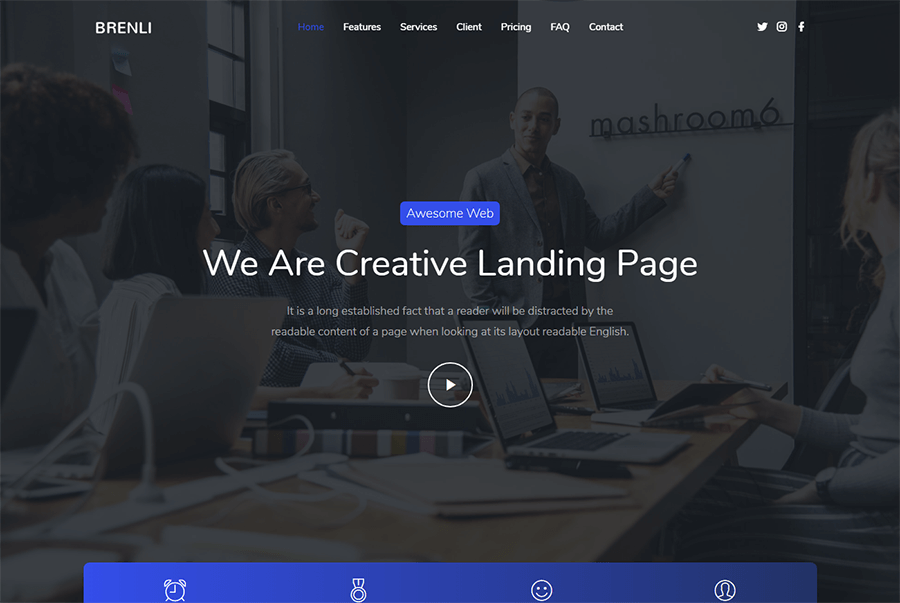 BRENLI
Home Features Services Client Pricing FAQ Contact
mashroom6
Awesome Web
We Are Creative Landing Page
It is a long established fact that a reader will be distracted by the
readable content of a page when looking at its layout readable English.